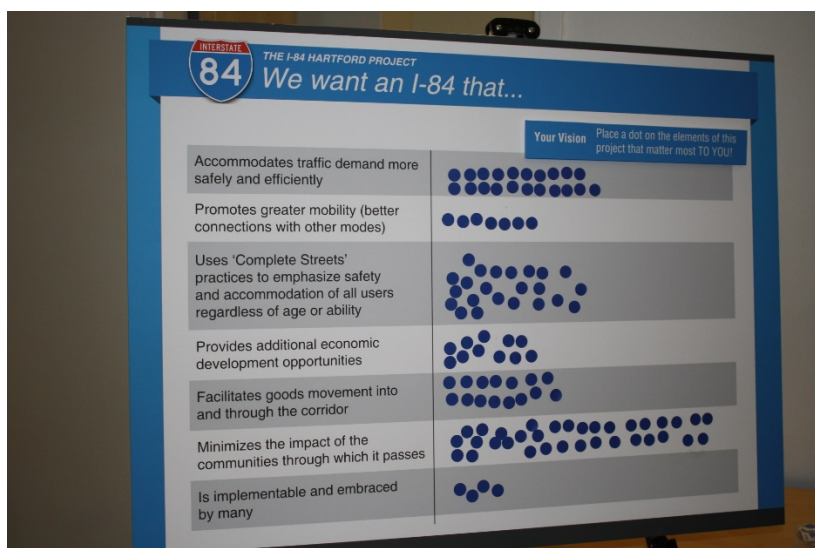 INTERSTATE
84
THE I-84 HARTFORD PROJECT
We want an I-84 that...
Your Vision
Place a dot on the elements of this
project that matter most TO YOU!
Accommodates traffic demand more
safely and efficiently
Promotes greater mobility (better
connections with other modes)
Uses ‘Complete Streets’
practices to emphasize safety
and accommodation of all users
regardless of age or ability
Provides additional economic
development opportunities
Facilitates goods movement into
and through the corridor
Minimizes the impact of the
communities through which it passes
Is implementable and embraced
by many